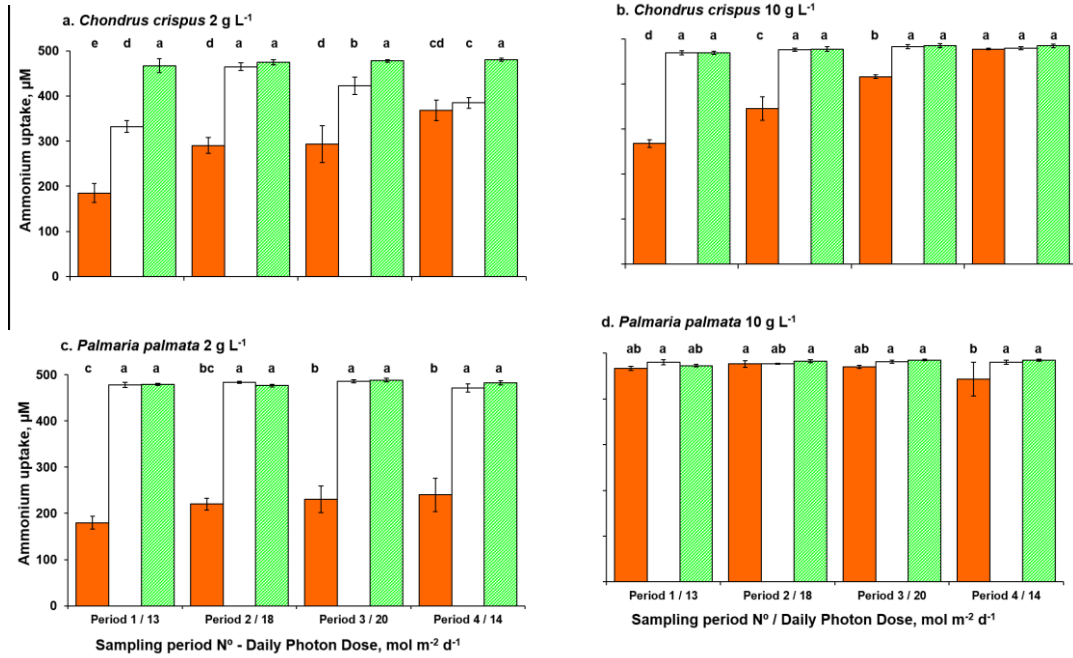 a. Chondrus crispus 2 g L⁻¹
e d a d a a d b a cd c a
500
400
300
200
100
0
Ammonium uptake, µM
b. Chondrus crispus 10 g L⁻¹
d a a c a a b a a a a a
c. Palmaria palmata 2 g L⁻¹
c a a bc a a b a a b a a
500
400
300
200
100
0
Ammonium uptake, µM
Period 1 / 13 Period 2 / 18 Period 3 / 20 Period 4 / 14
Sampling period Nº - Daily Photon Dose, mol m⁻² d⁻¹
d. Palmaria palmata 10 g L⁻¹
ab a ab a ab a ab a a b a a
Period 1 / 13 Period 2 / 18 Period 3 / 20 Period 4 / 14
Sampling period Nº / Daily Photon Dose, mol m⁻² d⁻¹